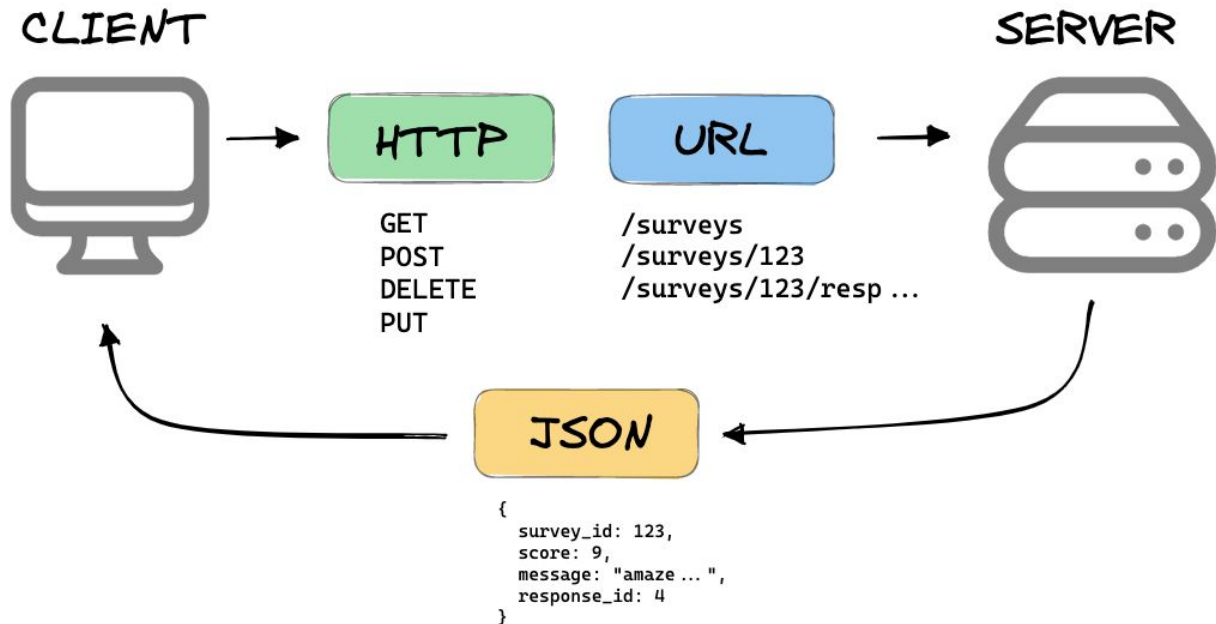 CLIENT
SERVER
HTTP
URL
GET
POST
DELETE
PUT
/surveys
/surveys/123
/surveys/123/resp...
JSON
{
survey_id: 123,
score: 9,
message: "amaze...",
response_id: 4
}